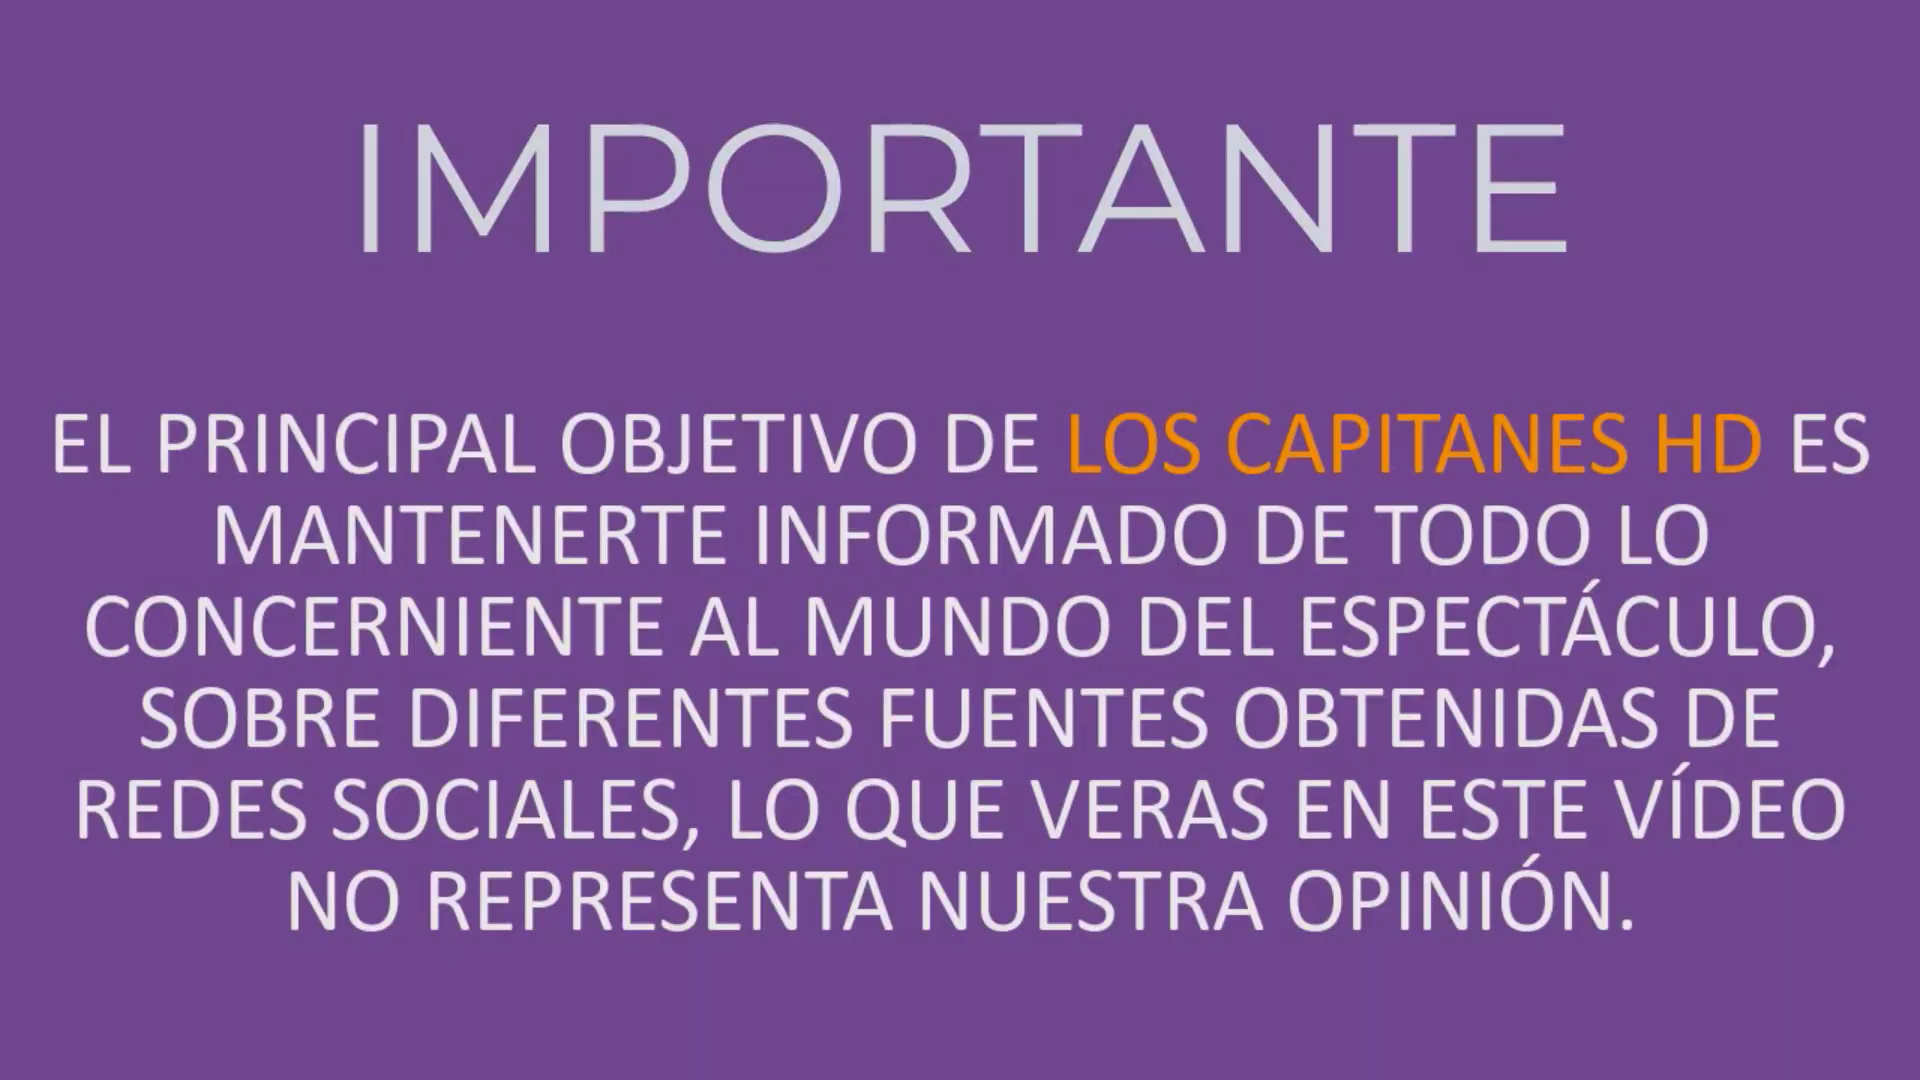 IMPORTANTE
EL PRINCIPAL OBJETIVO DE LOS CAPITANES HD ES
MANTENERTE INFORMADO DE TODO LO
CONCERNIENTE AL MUNDO DEL ESPECTÁCULO,
SOBRE DIFERENTES FUENTES OBTENIDAS DE
REDES SOCIALES, LO QUE VERAS EN ESTE VÍDEO
NO REPRESENTA NUESTRA OPINIÓN.